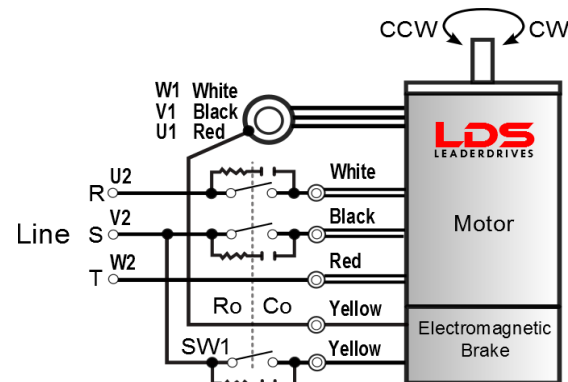 CCW CW
W1 White
V1 Black
U1 Red
LDS
LEADERDRIVES
U2
R
White
V2
Line S
Black
Motor
W2
T
Red
Ro Co
Yellow
Electromagnetic
Brake
SW1
Yellow